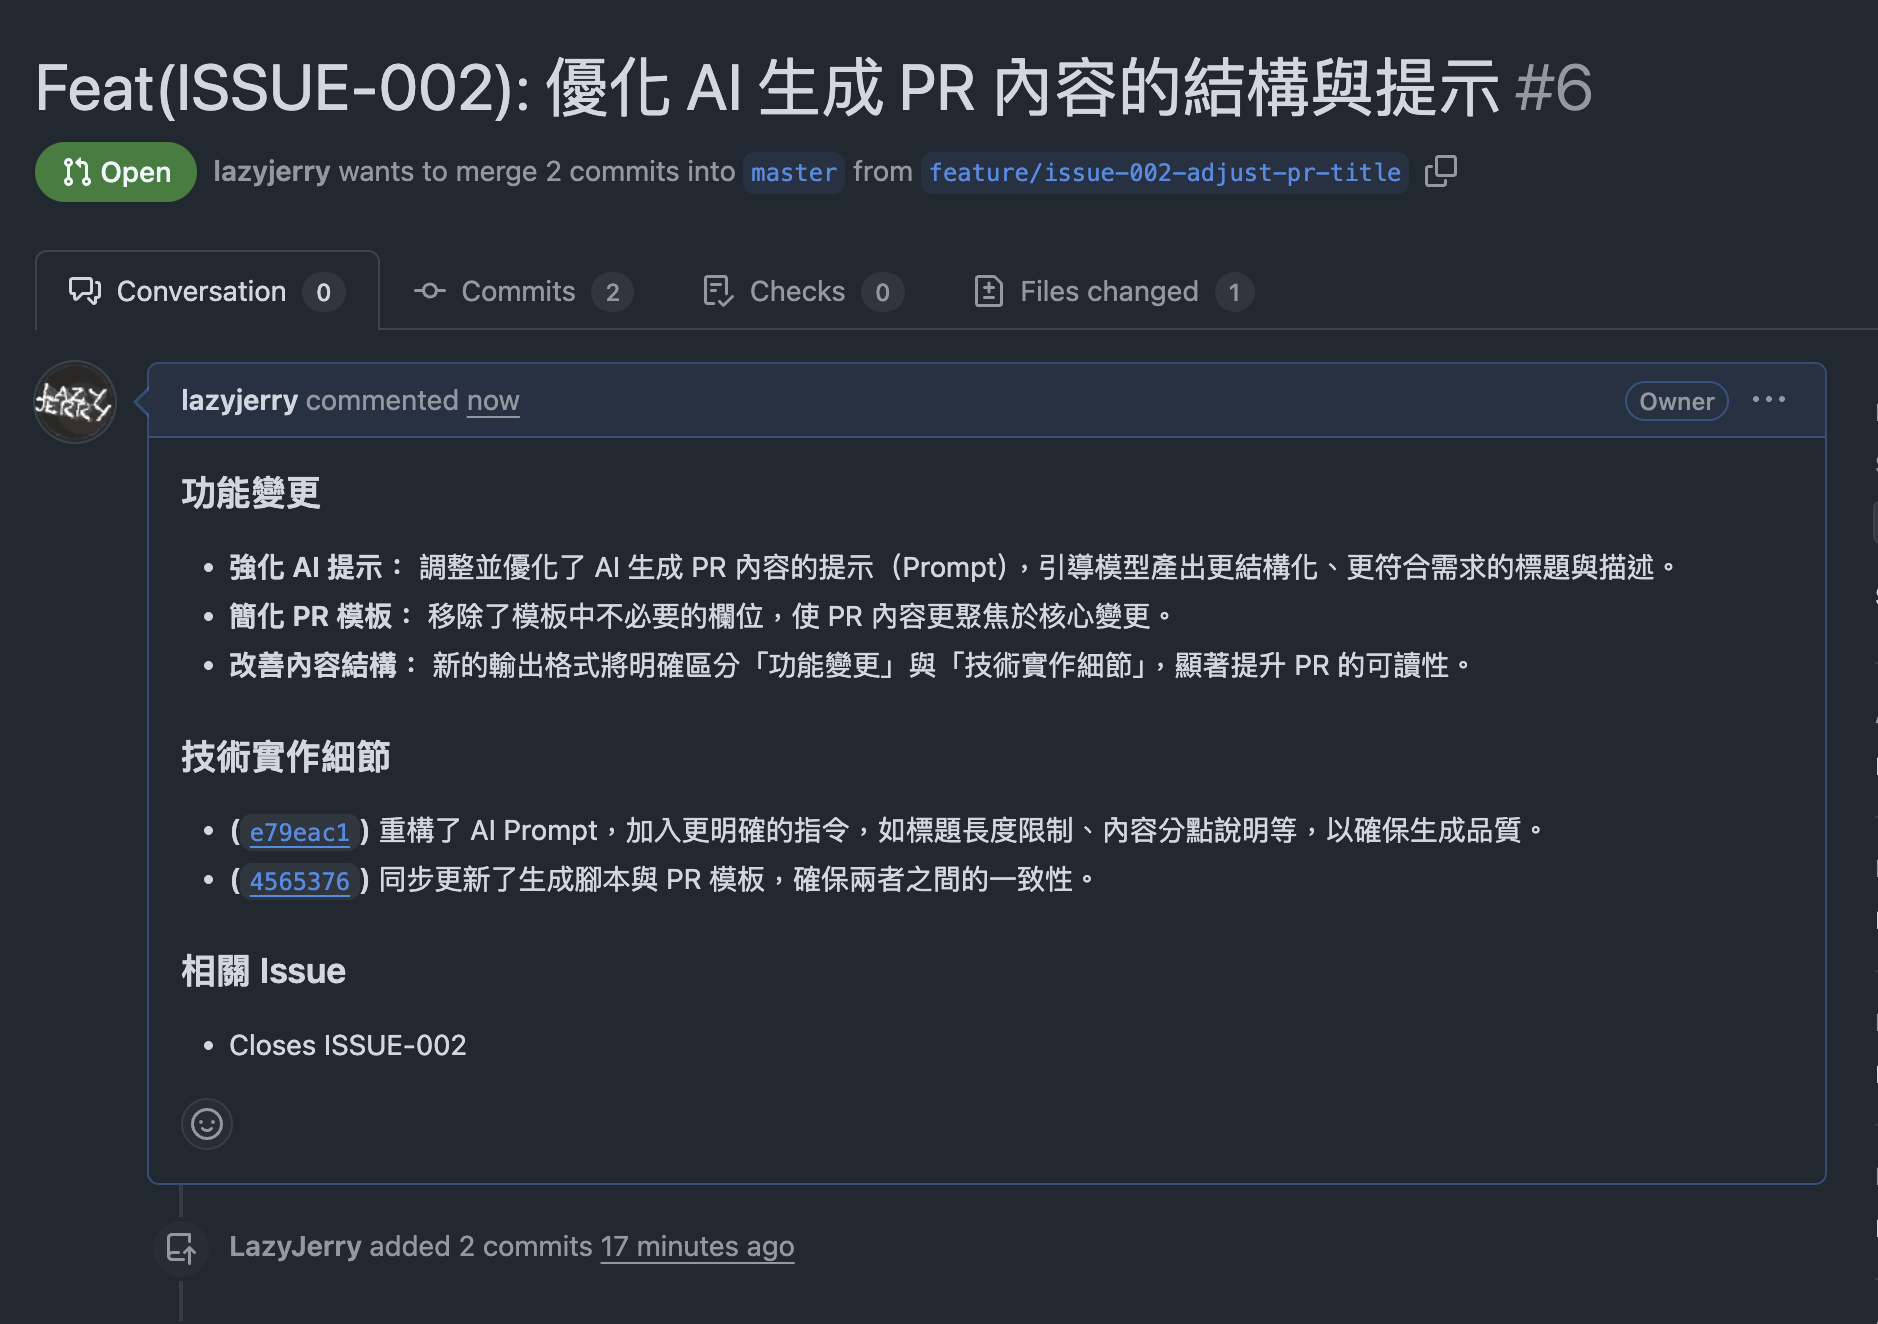 Feat(ISSUE-002): 優化 AI 生成 PR 內容的結構與提示 #6
Open lazyjerry wants to merge 2 commits into master from feature/issue-002-adjust-pr-title
Conversation 0 Commits 2 Checks 0 Files changed 1
LAZY
JERRY
lazyjerry commented now Owner
功能變更
• 強化 AI 提示： 調整並優化了 AI 生成 PR 內容的提示（Prompt），引導模型產出更結構化、更符合需求的標題與描述。
• 簡化 PR 模板： 移除了模板中不必要的欄位，使 PR 內容更聚焦於核心變更。
• 改善內容結構： 新的輸出格式將明確區分「功能變更」與「技術實作細節」，顯著提升 PR 的可讀性。
技術實作細節
• (e79eac1) 重構了 AI Prompt，加入更明確的指令，如標題長度限制、內容分點說明等，以確保生成品質。
• (4565376) 同步更新了生成腳本與 PR 模板，確保兩者之間的一致性。
相關 Issue
• Closes ISSUE-002
LazyJerry added 2 commits 17 minutes ago